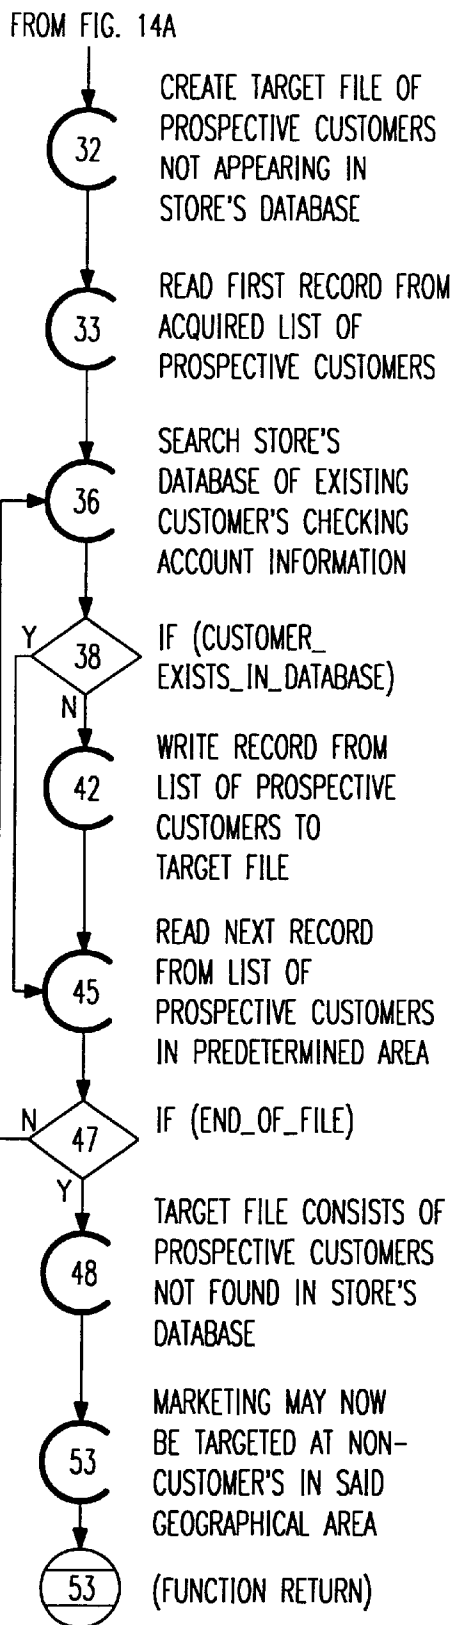 FROM FIG. 14A
32
CREATE TARGET FILE OF
PROSPECTIVE CUSTOMERS
NOT APPEARING IN
STORE'S DATABASE
33
READ FIRST RECORD FROM
ACQUIRED LIST OF
PROSPECTIVE CUSTOMERS
36
SEARCH STORE'S
DATABASE OF EXISTING
CUSTOMER'S CHECKING
ACCOUNT INFORMATION
Y
38
N
IF (CUSTOMER_
EXISTS_IN_DATABASE)
42
WRITE RECORD FROM
LIST OF PROSPECTIVE
CUSTOMERS TO
TARGET FILE
45
READ NEXT RECORD
FROM LIST OF
PROSPECTIVE CUSTOMERS
IN PREDETERMINED AREA
N
47
Y
IF (END_OF_FILE)
48
TARGET FILE CONSISTS OF
PROSPECTIVE CUSTOMERS
NOT FOUND IN STORE'S
DATABASE
53
MARKETING MAY NOW
BE TARGETED AT NON-
CUSTOMER'S IN SAID
GEOGRAPHICAL AREA
53
(FUNCTION RETURN)